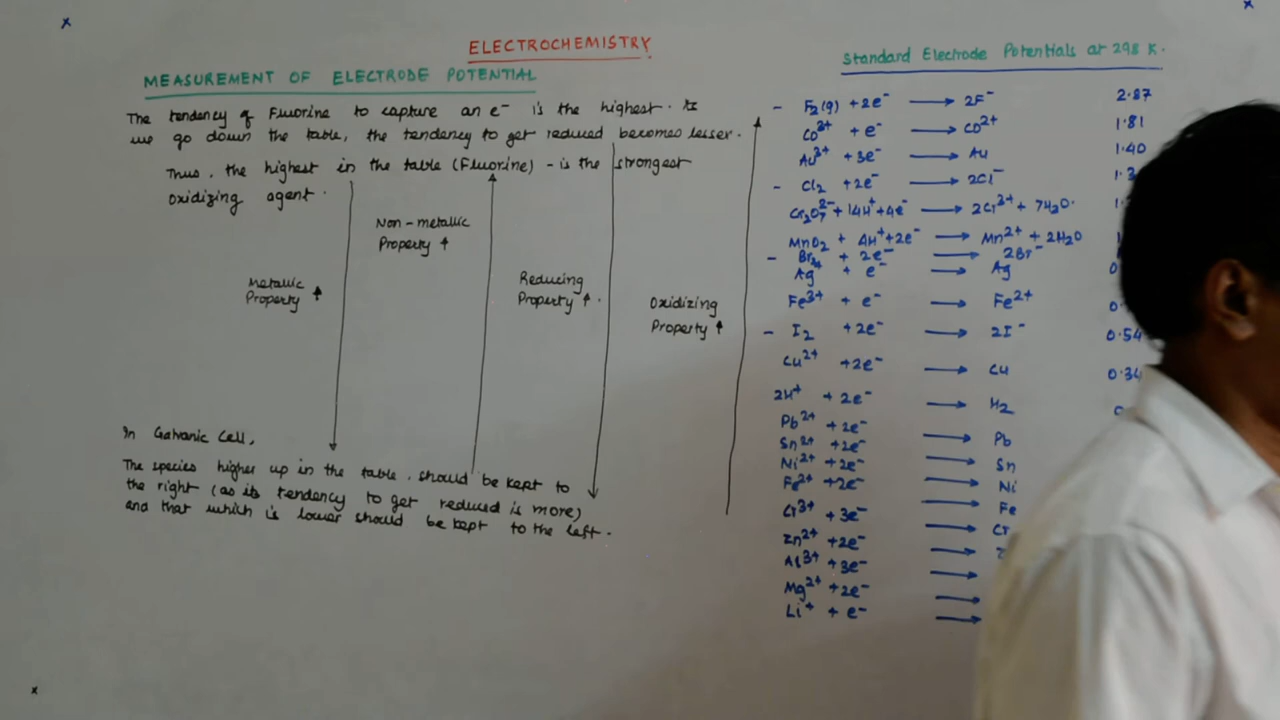 ELECTROCHEMISTRY
MEASUREMENT OF ELECTRODE POTENTIAL
The tendency of Fluorine to capture an e⁻ is the highest. As
we go down the table, the tendency to get reduced becomes lesser.
Thus, the highest in the table (Fluorine) - is the strongest
oxidizing agent.
Non-metallic
Property ↑
Metallic
Property ↑
Reducing
Property ↑.
Oxidizing
Property ↑
In Galvanic Cell,
The species higher up in the table, should be kept to
the right (as its tendency to get reduced is more)
and that which is lower should be kept to the left.
Standard Electrode Potentials at 298 K.
- F₂(g) + 2e⁻ → 2F⁻ 2.87
Co³⁺ + e⁻ → Co²⁺ 1.81
Au³⁺ + 3e⁻ → Au 1.40
- Cl₂ + 2e⁻ → 2Cl⁻ 1.3
Cr₂O₇²⁻ + 14H⁺ + 4e⁻ → 2Cr³⁺ + 7H₂O. 1.
MnO₂ + 4H⁺ + 2e⁻ → Mn²⁺ + 2H₂O
- + 2e⁻ → 2Br⁻
+ e⁻ → Ag 0
Fe³⁺ + e⁻ → Fe²⁺ 0.
- I₂ + 2e⁻ → 2I⁻ 0.54
Cu²⁺ + 2e⁻ → Cu 0.34
2H⁺ + 2e⁻ → H₂ 0
Pb²⁺ + 2e⁻ → Pb
Sn²⁺ + 2e⁻ → Sn
Ni²⁺ + 2e⁻ → Ni
Fe²⁺ + 2e⁻ → Fe
Cr³⁺ + 3e⁻ → Cr
Zn²⁺ + 2e⁻ → Z
Al³⁺ + 3e⁻ →
Mg²⁺ + 2e⁻ →
Li⁺ + e⁻ →